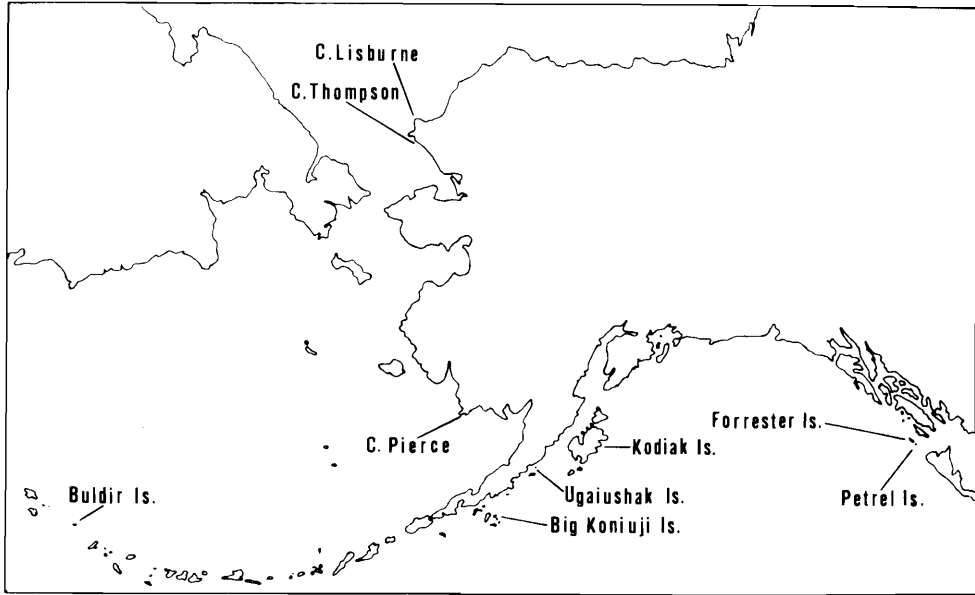 C. Lisburne
C. Thompson
Forrester Is.
C. Pierce
Kodiak Is.
Buldir Is.
Ugaiushak Is.
Petrel Is.
Big Koniuji Is.